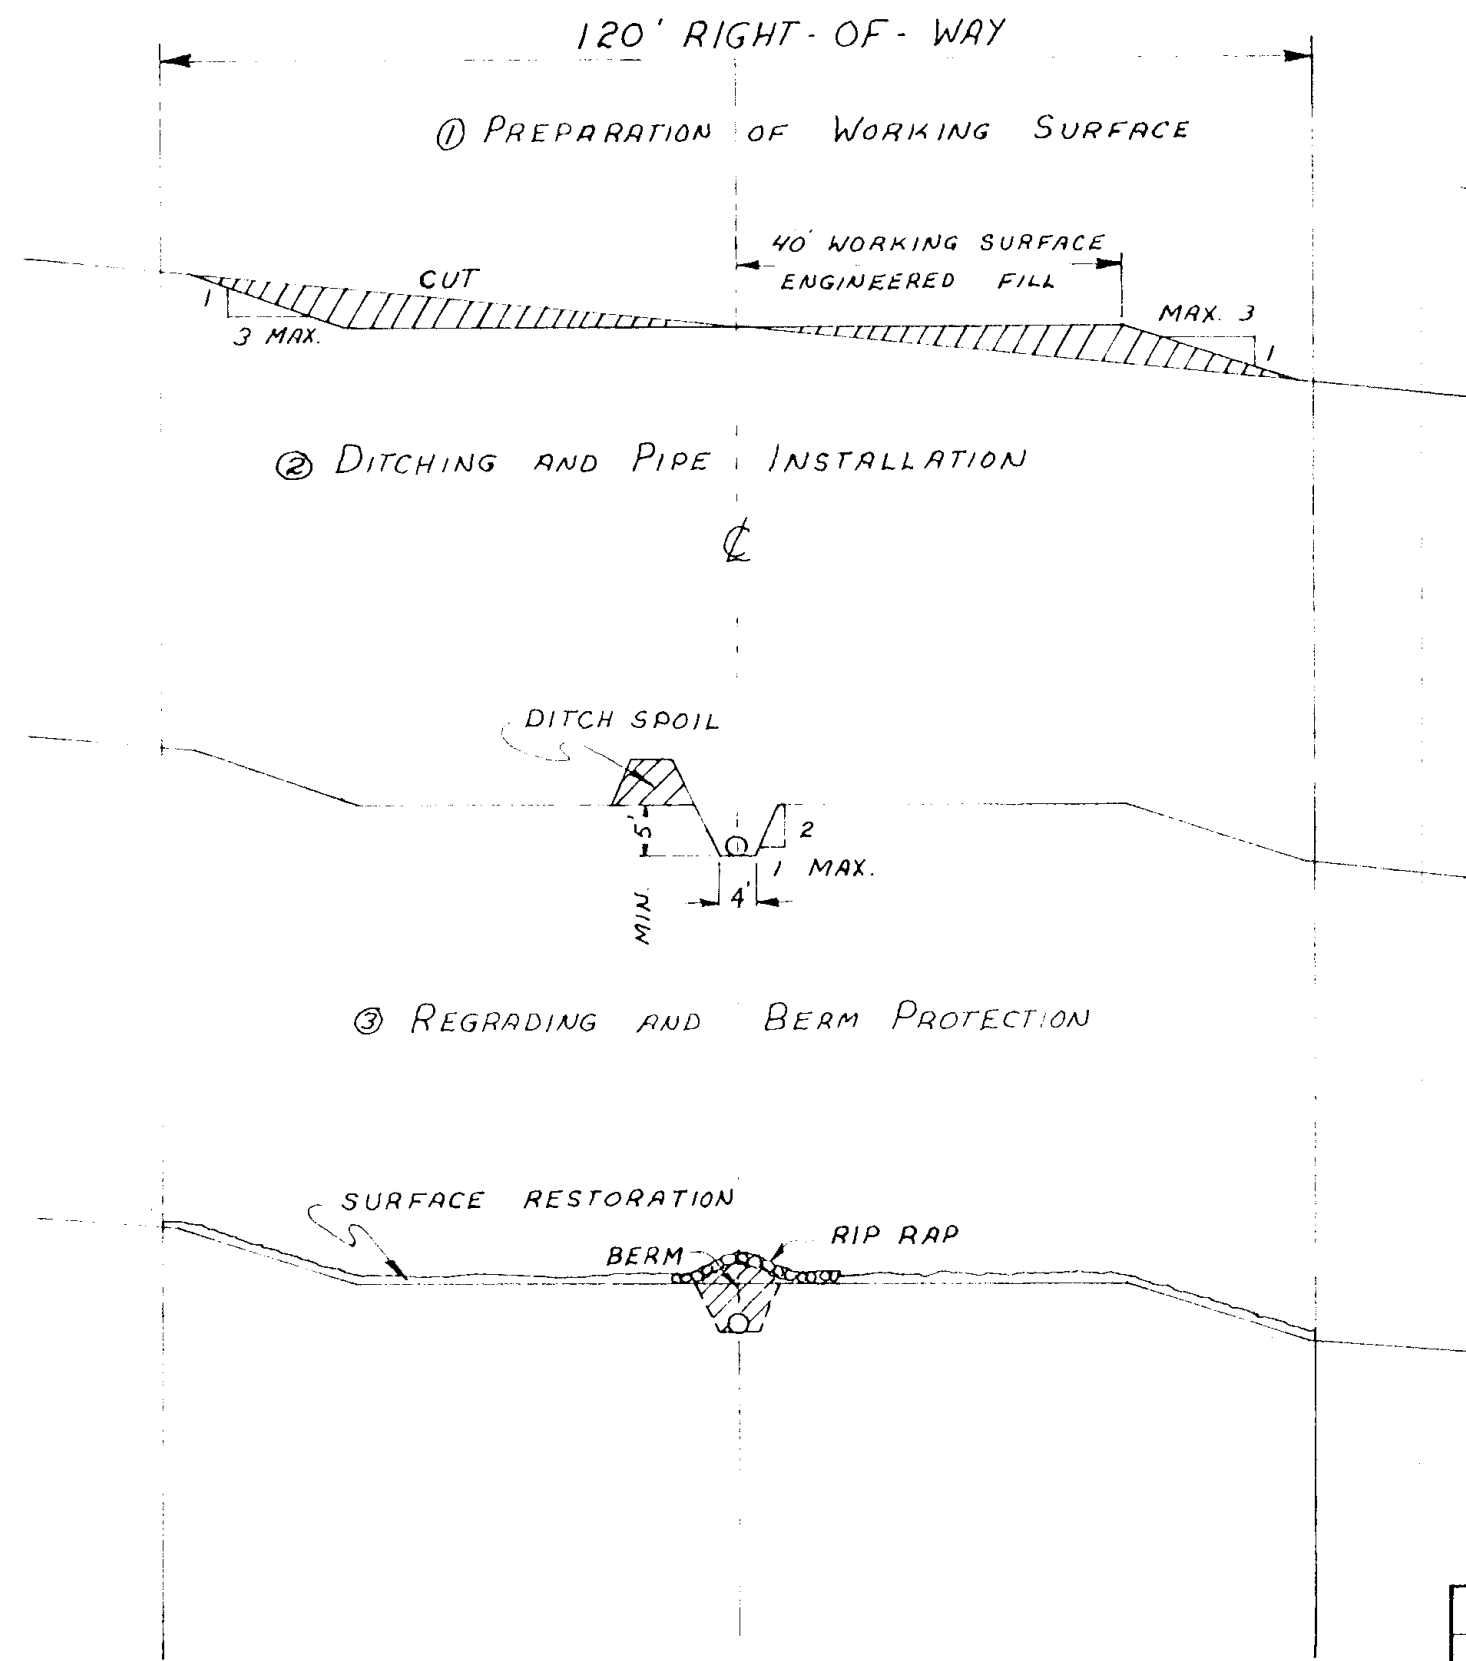 120' RIGHT-OF-WAY
① PREPARATION OF WORKING SURFACE
40' WORKING SURFACE
ENGINEERED FILL
CUT
1
3 MAX.
MAX. 3
1
② DITCHING AND PIPE INSTALLATION
℄
DITCH SPOIL
5'
MIN.
2
1 MAX.
4'
③ REGRADING AND BERM PROTECTION
SURFACE RESTORATION
BERM
RIP RAP